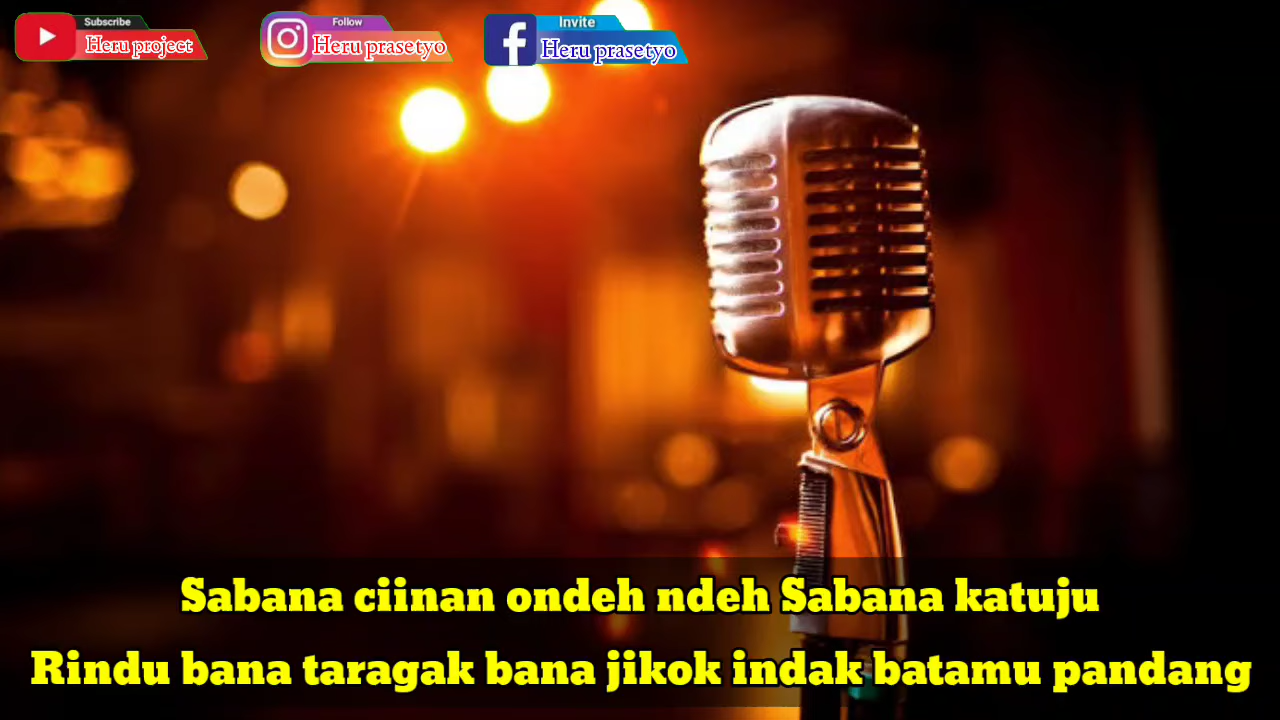 Subscribe
Heru project
Follow
Heru prasetyo
Invite
Heru prasetyo
Sabana ciinan ondeh ndeh Sabana katuju
Rindu bana taragak bana jikok indak batamu pandang